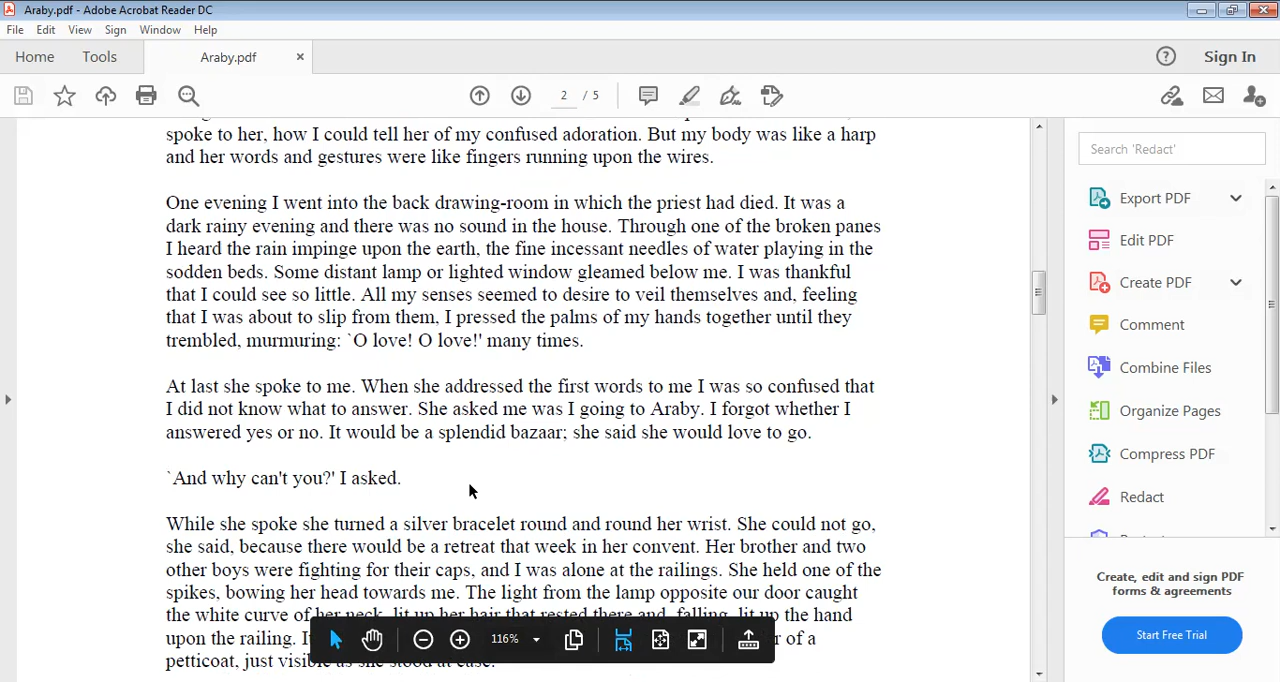 Araby.pdf - Adobe Acrobat Reader DC
File Edit View Sign Window Help
Home Tools Araby.pdf × Sign In
2 / 5
spoke to her, how I could tell her of my confused adoration. But my body was like a harp
and her words and gestures were like fingers running upon the wires.
One evening I went into the back drawing-room in which the priest had died. It was a
dark rainy evening and there was no sound in the house. Through one of the broken panes
I heard the rain impinge upon the earth, the fine incessant needles of water playing in the
sodden beds. Some distant lamp or lighted window gleamed below me. I was thankful
that I could see so little. All my senses seemed to desire to veil themselves and, feeling
that I was about to slip from them, I pressed the palms of my hands together until they
trembled, murmuring: `O love! O love!' many times.
At last she spoke to me. When she addressed the first words to me I was so confused that
I did not know what to answer. She asked me was I going to Araby. I forgot whether I
answered yes or no. It would be a splendid bazaar; she said she would love to go.
`And why can't you?' I asked.
While she spoke she turned a silver bracelet round and round her wrist. She could not go,
she said, because there would be a retreat that week in her convent. Her brother and two
other boys were fighting for their caps, and I was alone at the railings. She held one of the
spikes, bowing her head towards me. The light from the lamp opposite our door caught
the white curve of her neck, lit up her hair that rested there and, falling, lit up the hand
upon the railing. r of a
petticoat, just visible as she stood at ease.
116%
Search 'Redact'
Export PDF
Edit PDF
Create PDF
Comment
Combine Files
Organize Pages
Compress PDF
Redact
Create, edit and sign PDF
forms & agreements
Start Free Trial